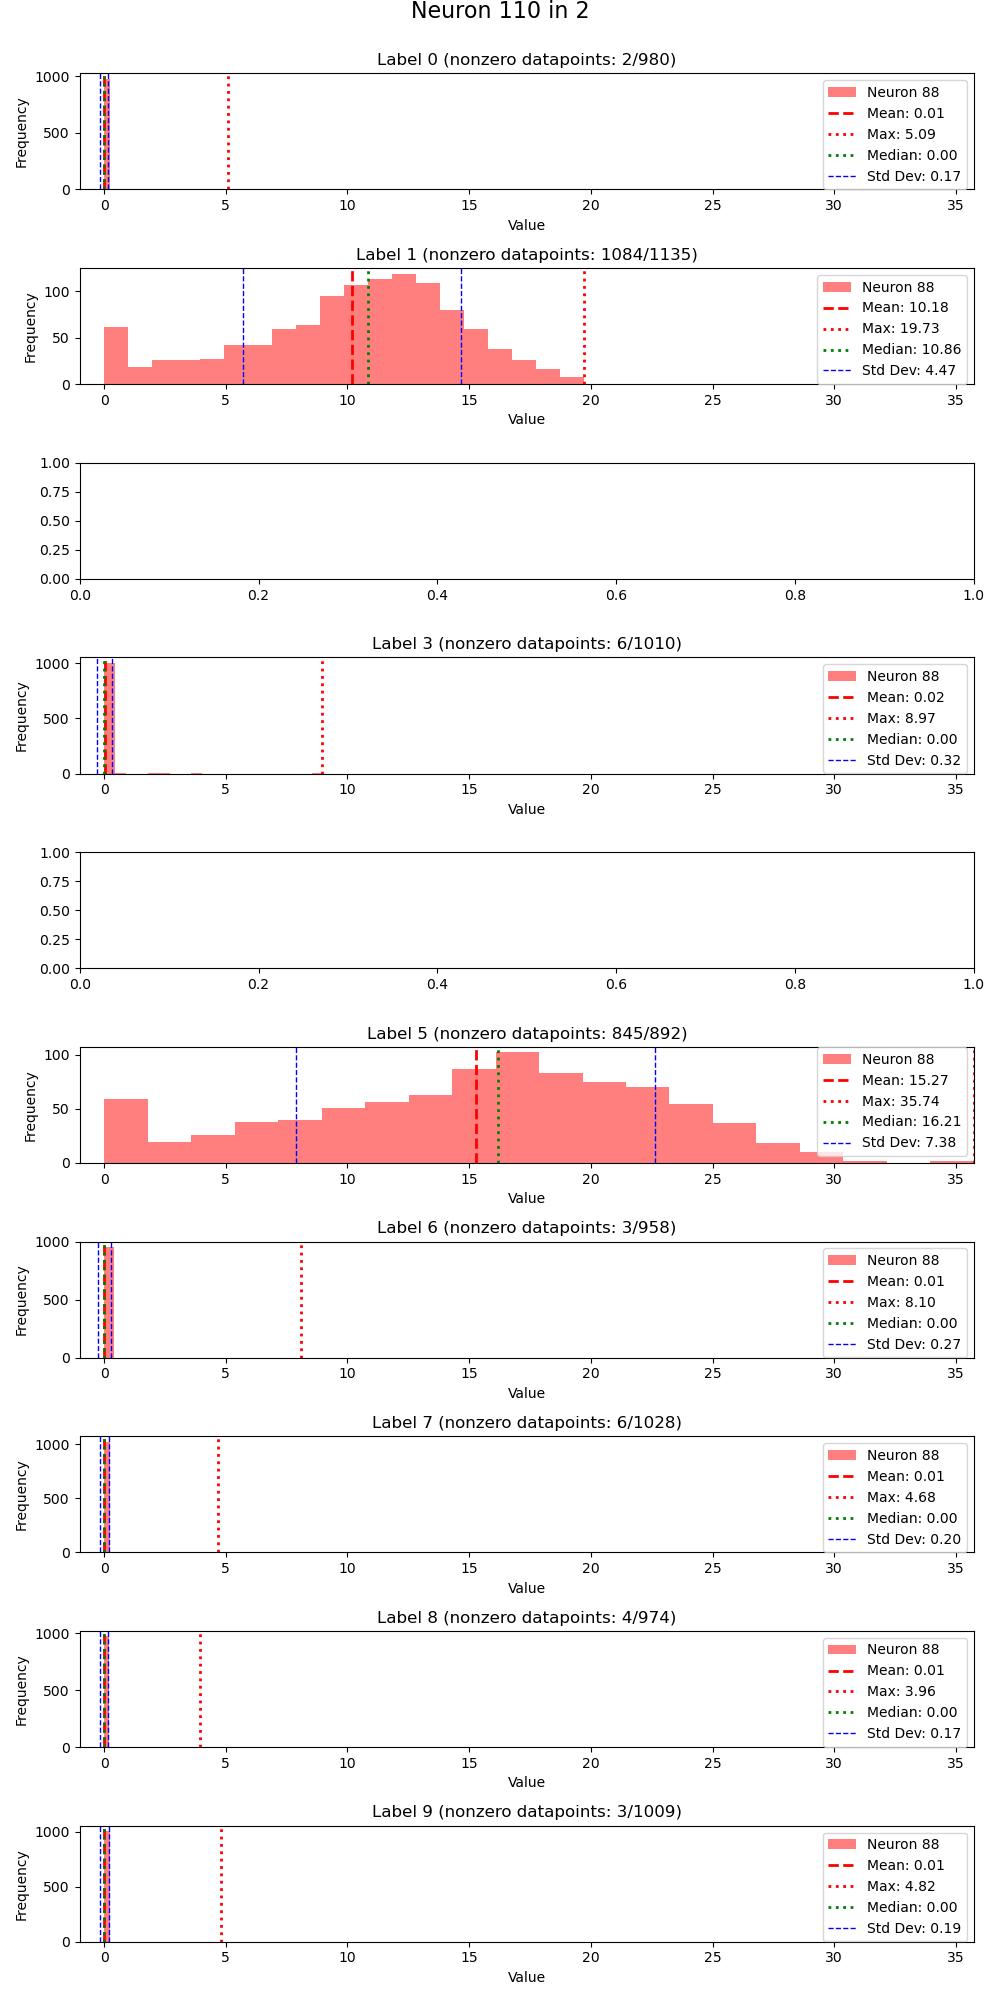 Neuron 110 in 2
Label 0 (nonzero datapoints: 2/980)
1000
500
0
Frequency
Neuron 88
Mean: 0.01
Max: 5.09
Median: 0.00
Std Dev: 0.17
0 5 10 15 20 25 30 35
Value
Label 1 (nonzero datapoints: 1084/1135)
100
50
0
Frequency
Neuron 88
Mean: 10.18
Max: 19.73
Median: 10.86
Std Dev: 4.47
0 5 10 15 20 25 30 35
Value
1.00
0.75
0.50
0.25
0.00
0.0 0.2 0.4 0.6 0.8 1.0
Label 3 (nonzero datapoints: 6/1010)
1000
500
0
Frequency
Neuron 88
Mean: 0.02
Max: 8.97
Median: 0.00
Std Dev: 0.32
0 5 10 15 20 25 30 35
Value
1.00
0.75
0.50
0.25
0.00
0.0 0.2 0.4 0.6 0.8 1.0
Label 5 (nonzero datapoints: 845/892)
100
50
0
Frequency
Neuron 88
Mean: 15.27
Max: 35.74
Median: 16.21
Std Dev: 7.38
0 5 10 15 20 25 30 35
Value
Label 6 (nonzero datapoints: 3/958)
1000
500
0
Frequency
Neuron 88
Mean: 0.01
Max: 8.10
Median: 0.00
Std Dev: 0.27
0 5 10 15 20 25 30 35
Value
Label 7 (nonzero datapoints: 6/1028)
1000
500
0
Frequency
Neuron 88
Mean: 0.01
Max: 4.68
Median: 0.00
Std Dev: 0.20
0 5 10 15 20 25 30 35
Value
Label 8 (nonzero datapoints: 4/974)
1000
500
0
Frequency
Neuron 88
Mean: 0.01
Max: 3.96
Median: 0.00
Std Dev: 0.17
0 5 10 15 20 25 30 35
Value
Label 9 (nonzero datapoints: 3/1009)
1000
500
0
Frequency
Neuron 88
Mean: 0.01
Max: 4.82
Median: 0.00
Std Dev: 0.19
0 5 10 15 20 25 30 35
Value